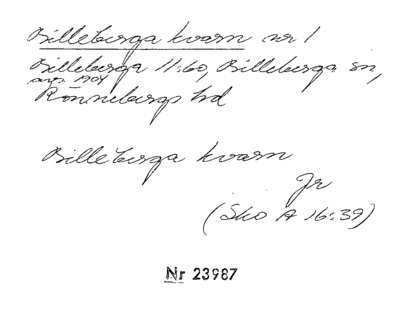 Billeberga kvarn nr 1
Billeberga 11:60, Billeberga sn,
avs. 1904
Rönnebergs hd
Billeberga kvarn
Jr
(Sko A 16:39)
Nr 23987